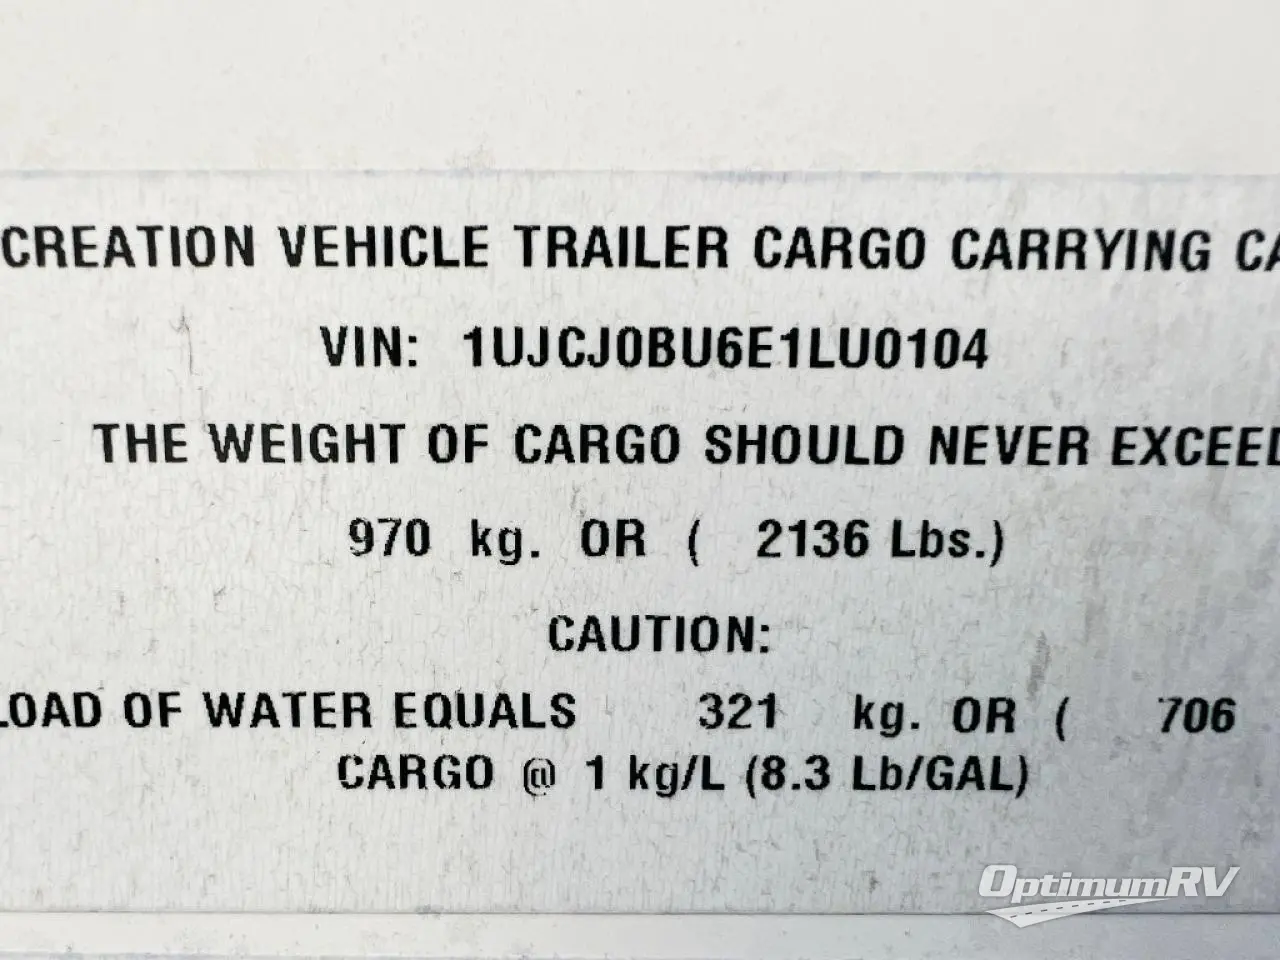 CREATION VEHICLE TRAILER CARGO CARRYING CA
VIN: 1UJCJ0BU6E1LU0104
THE WEIGHT OF CARGO SHOULD NEVER EXCEED
970 kg. OR ( 2136 Lbs.)
CAUTION:
LOAD OF WATER EQUALS 321 kg. OR ( 706
CARGO @ 1 kg/L (8.3 Lb/GAL)
OptimumRV